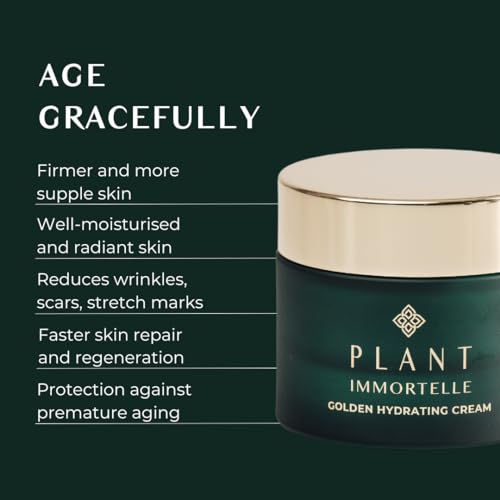 AGE
GRACEFULLY
Firmer and more
supple skin
Well-moisturised
and radiant skin
Reduces wrinkles,
scars, stretch marks
Faster skin repair
and regeneration
Protection against
premature aging
PLANT
IMMORTELLE
GOLDEN HYDRATING CREAM